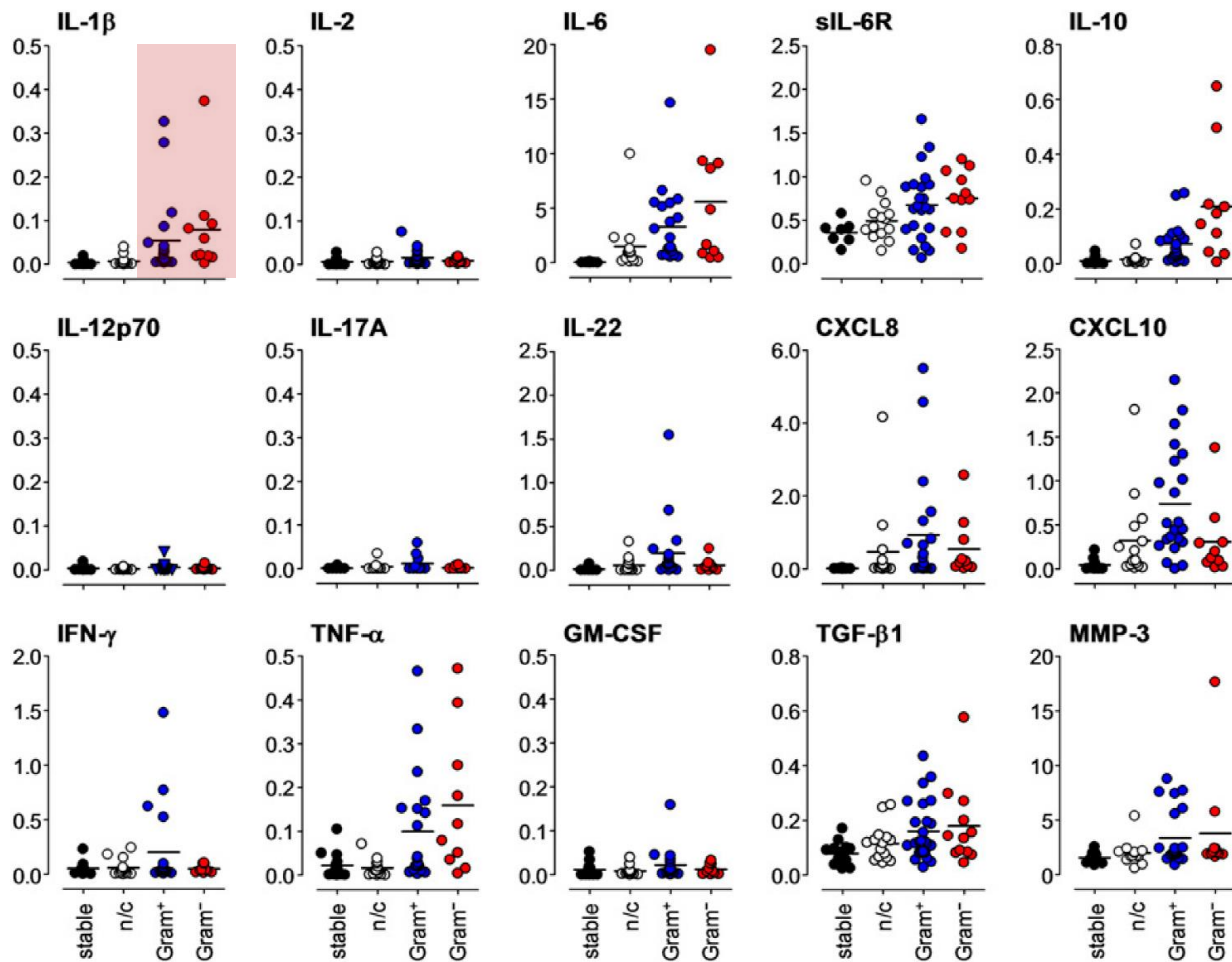 IL-1β IL-2 IL-6 sIL-6R IL-10
0.5 0.5 20 2.5 0.8
0.4 0.4 15 2.0 0.6
0.3 0.3 10 1.5 0.4
0.2 0.2 5 1.0 0.2
0.1 0.1 0 0.5 0.0
0.0 0.0 0.0
IL-12p70 IL-17A IL-22 CXCL8 CXCL10
0.5 0.5 2.5 6.0 2.5
0.4 0.4 2.0 4.0 2.0
0.3 0.3 1.5 2.0 1.5
0.2 0.2 1.0 0.0 1.0
0.1 0.1 0.5 0.5
0.0 0.0 0.0 0.0
IFN-γ TNF-α GM-CSF TGF-β1 MMP-3
2.0 0.5 0.5 0.8 20
1.5 0.4 0.4 0.6 15
1.0 0.3 0.3 0.4 10
0.5 0.2 0.2 0.2 5
0.0 0.1 0.1 0.0 0
0.0 0.0
stable n/c Gram⁺ Gram⁻ stable n/c Gram⁺ Gram⁻ stable n/c Gram⁺ Gram⁻ stable n/c Gram⁺ Gram⁻ stable n/c Gram⁺ Gram⁻